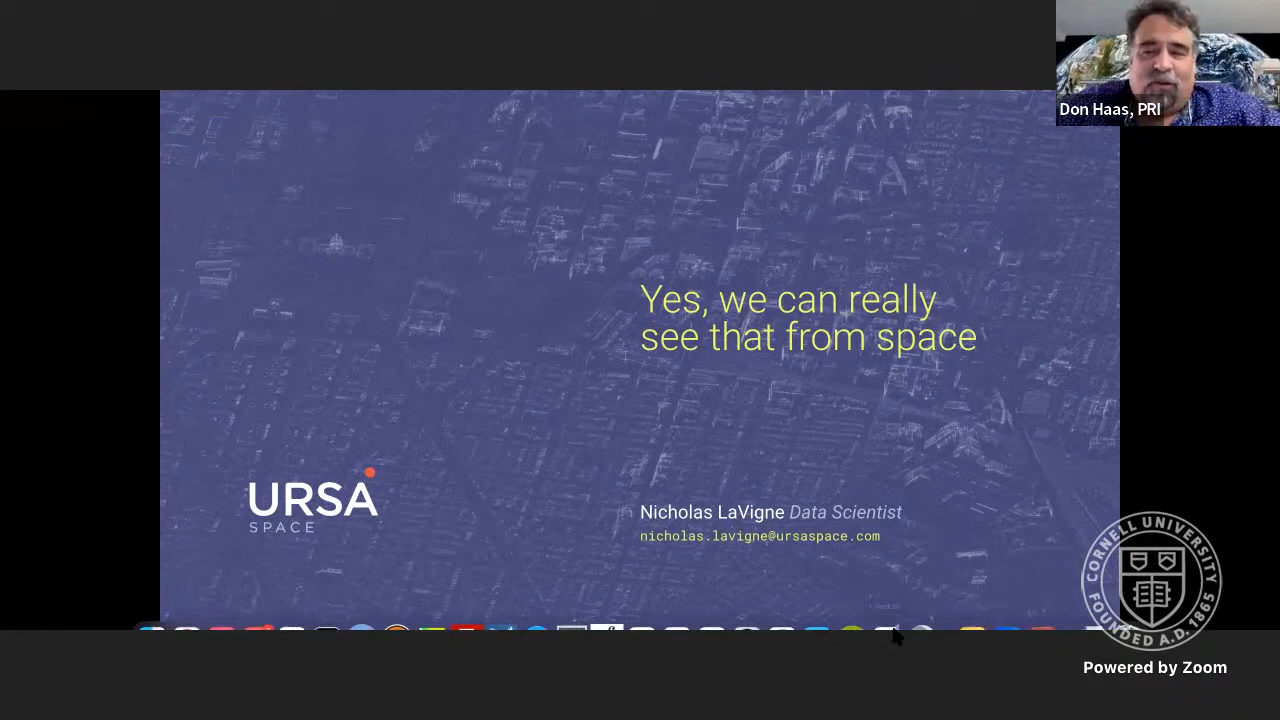 Don Haas, PRI
Yes, we can really
see that from space
URSA
SPACE
Nicholas LaVigne Data Scientist
nicholas.lavigne@ursaspace.com
CORNELL UNIVERSITY
FOUNDED A.D. 1865
Powered by Zoom